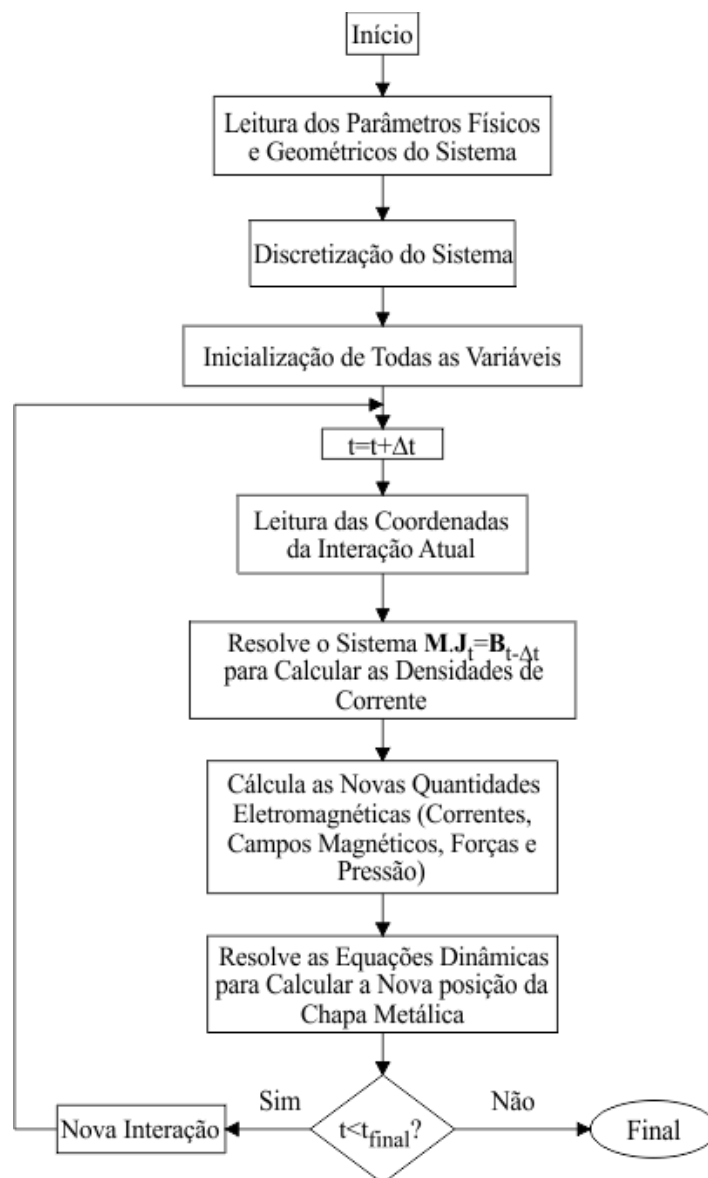 Início
Leitura dos Parâmetros Físicos
e Geométricos do Sistema
Discretização do Sistema
Inicialização de Todas as Variáveis
t=t+Δt
Leitura das Coordenadas
da Interação Atual
Resolve o Sistema M.Jt=Bt-Δt
para Calcular as Densidades de
Corrente
Cálcula as Novas Quantidades
Eletromagnéticas (Correntes,
Campos Magnéticos, Forças e
Pressão)
Resolve as Equações Dinâmicas
para Calcular a Nova posição da
Chapa Metálica
Sim
Não
Nova Interação
t<tfinal?
Final